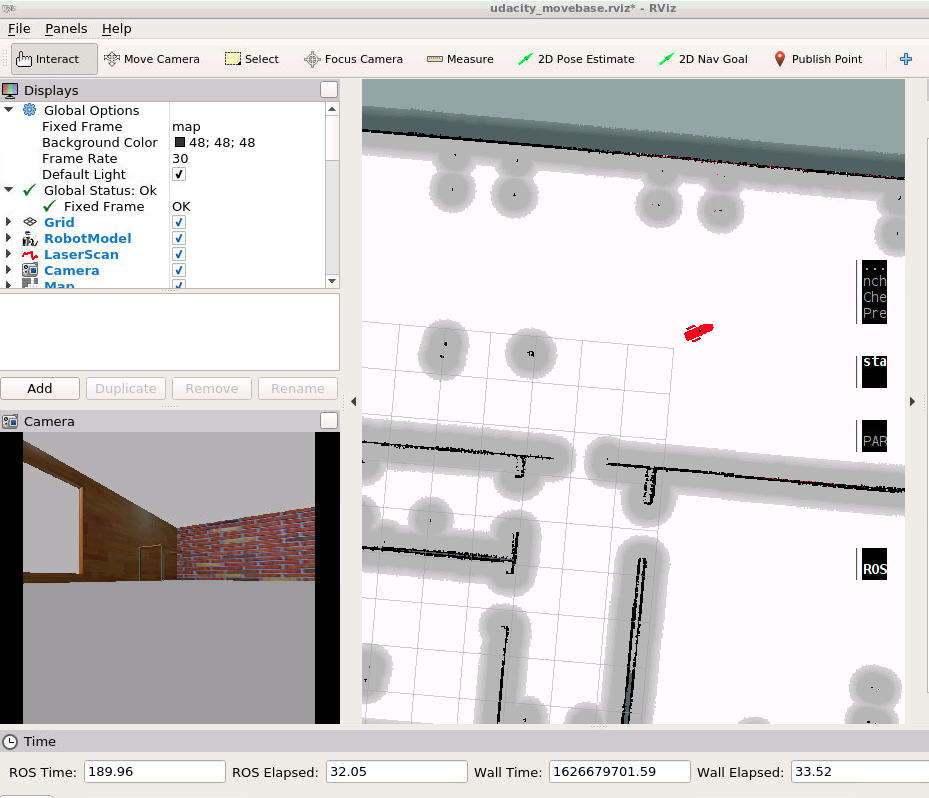 udacity_movebase.rviz* - RViz
File Panels Help
Interact Move Camera Select Focus Camera Measure 2D Pose Estimate 2D Nav Goal Publish Point
Displays
Global Options
Fixed Frame map
Background Color 48; 48; 48
Frame Rate 30
Default Light
Global Status: Ok
Fixed Frame OK
Grid
RobotModel
LaserScan
Camera
Map
...
nch
Che
Pre
sta
PAR
ROS
Add Duplicate Remove Rename
Camera
Time
ROS Time: 189.96 ROS Elapsed: 32.05 Wall Time: 1626679701.59 Wall Elapsed: 33.52